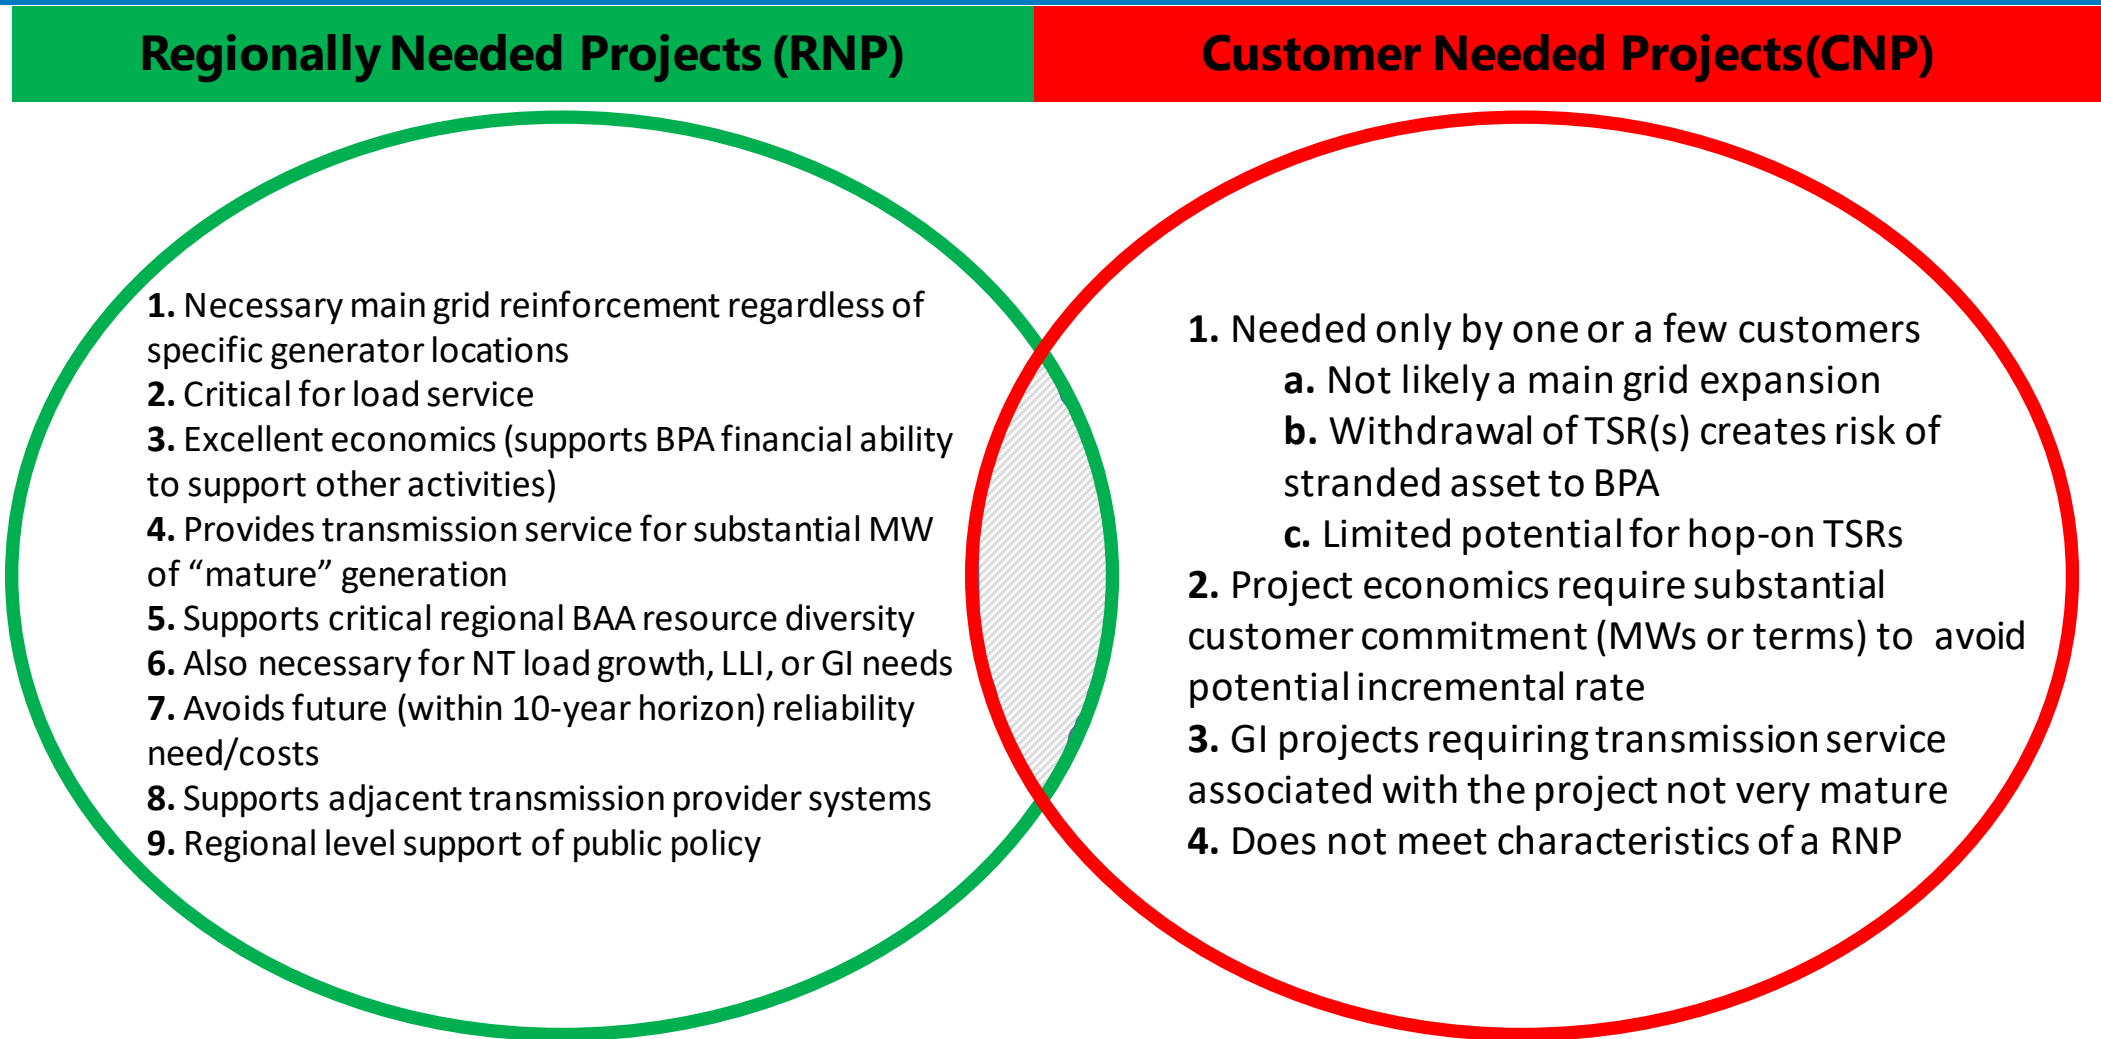 Regionally Needed Projects (RNP)
Customer Needed Projects(CNP)
1. Necessary main grid reinforcement regardless of
specific generator locations
2. Critical for load service
3. Excellent economics (supports BPA financial ability
to support other activities)
4. Provides transmission service for substantial MW
of “mature” generation
5. Supports critical regional BAA resource diversity
6. Also necessary for NT load growth, LLI, or GI needs
7. Avoids future (within 10-year horizon) reliability
need/costs
8. Supports adjacent transmission provider systems
9. Regional level support of public policy
1. Needed only by one or a few customers
a. Not likely a main grid expansion
b. Withdrawal of TSR(s) creates risk of
stranded asset to BPA
c. Limited potential for hop-on TSRs
2. Project economics require substantial
customer commitment (MWs or terms) to avoid
potential incremental rate
3. GI projects requiring transmission service
associated with the project not very mature
4. Does not meet characteristics of a RNP